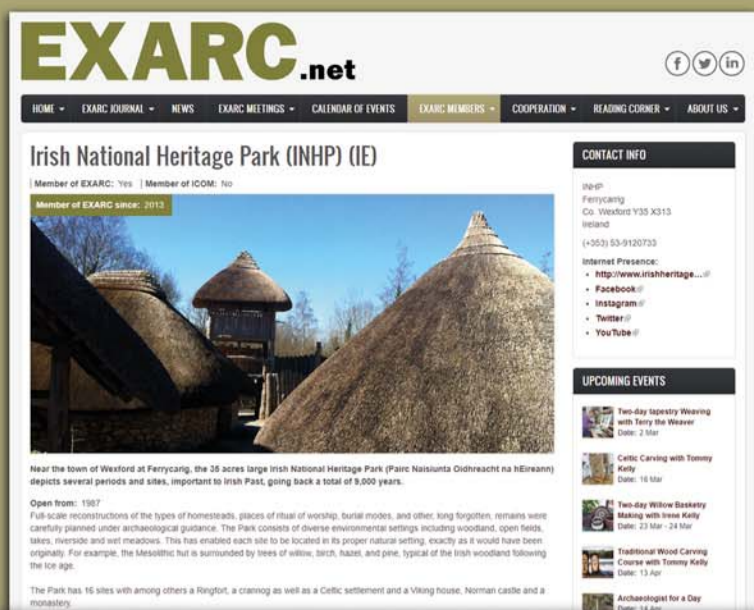 EXARC.net
HOME
EXARC JOURNAL
NEWS
EXARC MEETINGS
CALENDAR OF EVENTS
EXARC MEMBERS
COOPERATION
READING CORNER
ABOUT US
Irish National Heritage Park (INHP) (IE)
Member of EXARC: Yes | Member of ICOM: No
Member of EXARC since: 2013
Near the town of Wexford at Ferrycarig, the 35 acres large Irish National Heritage Park (Pairc Naisiunta Oidhreacht na hEireann)
depicts several periods and sites, important to Irish Past, going back a total of 9,000 years.
Open from: 1987
Full-scale reconstructions of the types of homesteads, places of ritual of worship, burial modes, and other, long forgotten, remains were
carefully planned under archaeological guidance. The Park consists of diverse environmental settings including woodland, open fields,
lakes, riverside and wet meadows. This has enabled each site to be located in its proper natural setting, exactly as it would have been
originally. For example, the Mesolithic hut is surrounded by trees of willow, birch, hazel, and pine, typical of the Irish woodland following
the Ice age.
The Park has 16 sites with among others a Ringfort, a crannog as well as a Celtic settlement and a Viking house, Norman castle and a
monastery.
CONTACT INFO
INHP
Ferrycarrig
Co. Wexford Y35 X313
Ireland
(+353) 53-9120733
Internet Presence:
http://www.irishheritage...
Facebook
Instagram
Twitter
YouTube
UPCOMING EVENTS
Two-day tapestry Weaving
with Terry the Weaver
Date: 2 Mar
Celtic Carving with Tommy
Kelly
Date: 16 Mar
Two-day Willow Basketry
Making with Irene Kelly
Date: 23 Mar - 24 Mar
Traditional Wood Carving
Course with Tommy Kelly
Date: 13 Apr
Archaeologist for a Day